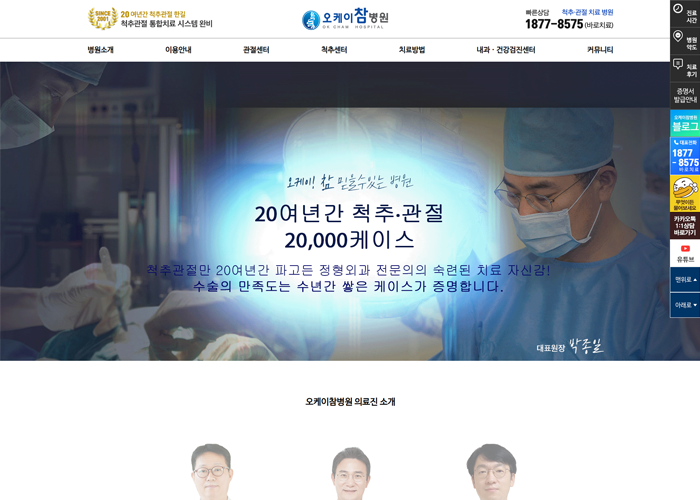 SINCE 2001
20 여년간 척추관절 한길
척추관절 통합치료 시스템 완비
오케이참병원
OK CHAM HOSPITAL
빠른상담 척추·관절 치료 병원
1877-8575 (바로치료)
병원소개 이용안내 관절센터 척추센터 치료방법 내과·건강검진센터 커뮤니티
진료
시간
병원
약도
치료
후기
증명서
발급안내
오케이참병원
블로그
대표전화
1877
~8575
바로치료
무엇이든
물어보세요
카카오톡
1:1상담
바로가기
유튜브
맨위로 ▲
아래로 ▼
오케이! 참 믿을수있는 병원
20여년간 척추·관절
20,000케이스
척추관절만 20여년간 파고든 정형외과 전문의의 숙련된 치료 자신감!
수술의 만족도는 수년간 쌓은 케이스가 증명합니다.
대표원장 박종일
오케이참병원 의료진 소개